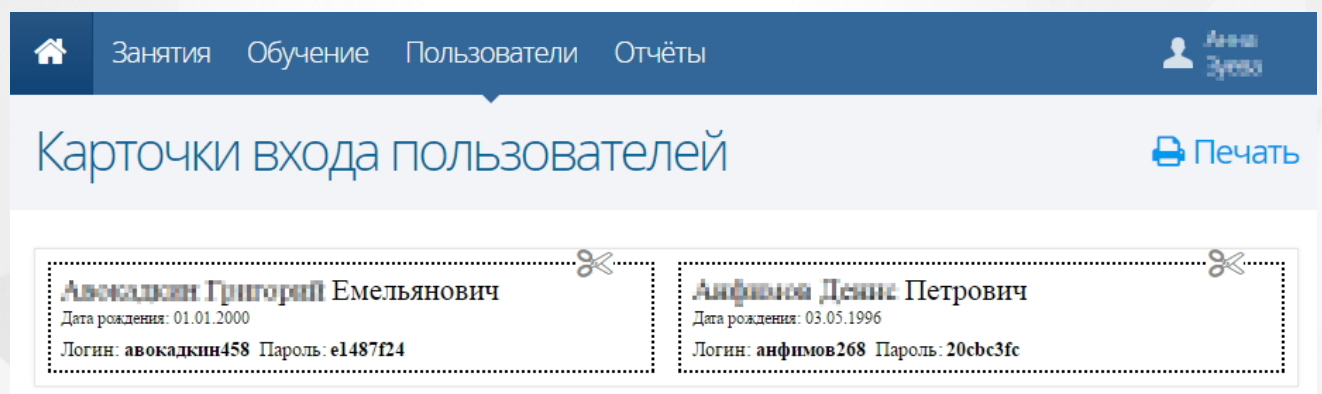 Занятия Обучение Пользователи Отчёты
Карточки входа пользователей
Печать
Емельянович
Дата рождения: 01.01.2000
Логин: авокадкин458 Пароль: e1487f24
Петрович
Дата рождения: 03.05.1996
Логин: анфимов268 Пароль: 20cbc3fc